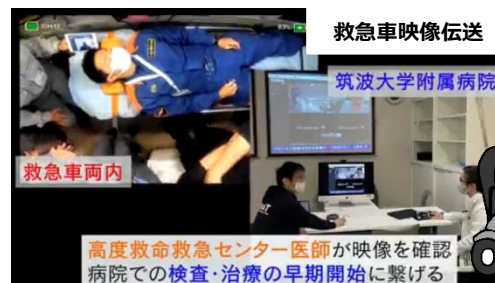 救急車映像伝送
筑波大学附属病院
救急車両内
高度救命救急センター医師が映像を確認
病院での検査・治療の早期開始に繋げる